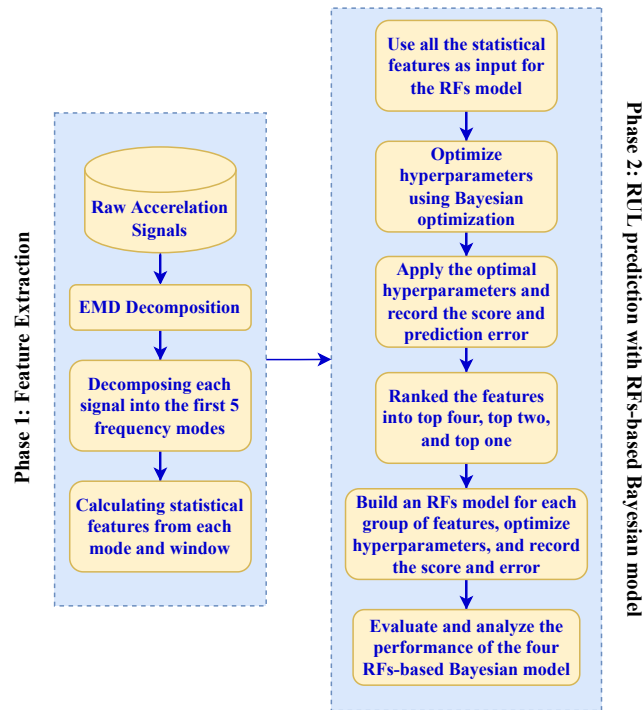 Phase 1: Feature Extraction
Raw Accerelation
Signals
EMD Decomposition
Decomposing each
signal into the first 5
frequency modes
Calculating statistical
features from each
mode and window
Use all the statistical
features as input for
the RFs model
Optimize
hyperparameters
using Bayesian
optimization
Apply the optimal
hyperparameters and
record the score and
prediction error
Ranked the features
into top four, top two,
and top one
Build an RFs model for each
group of features, optimize
hyperparameters, and record
the score and error
Evaluate and analyze the
performance of the four
RFs-based Bayesian model
Phase 2: RUL prediction with RFs-based Bayesian model